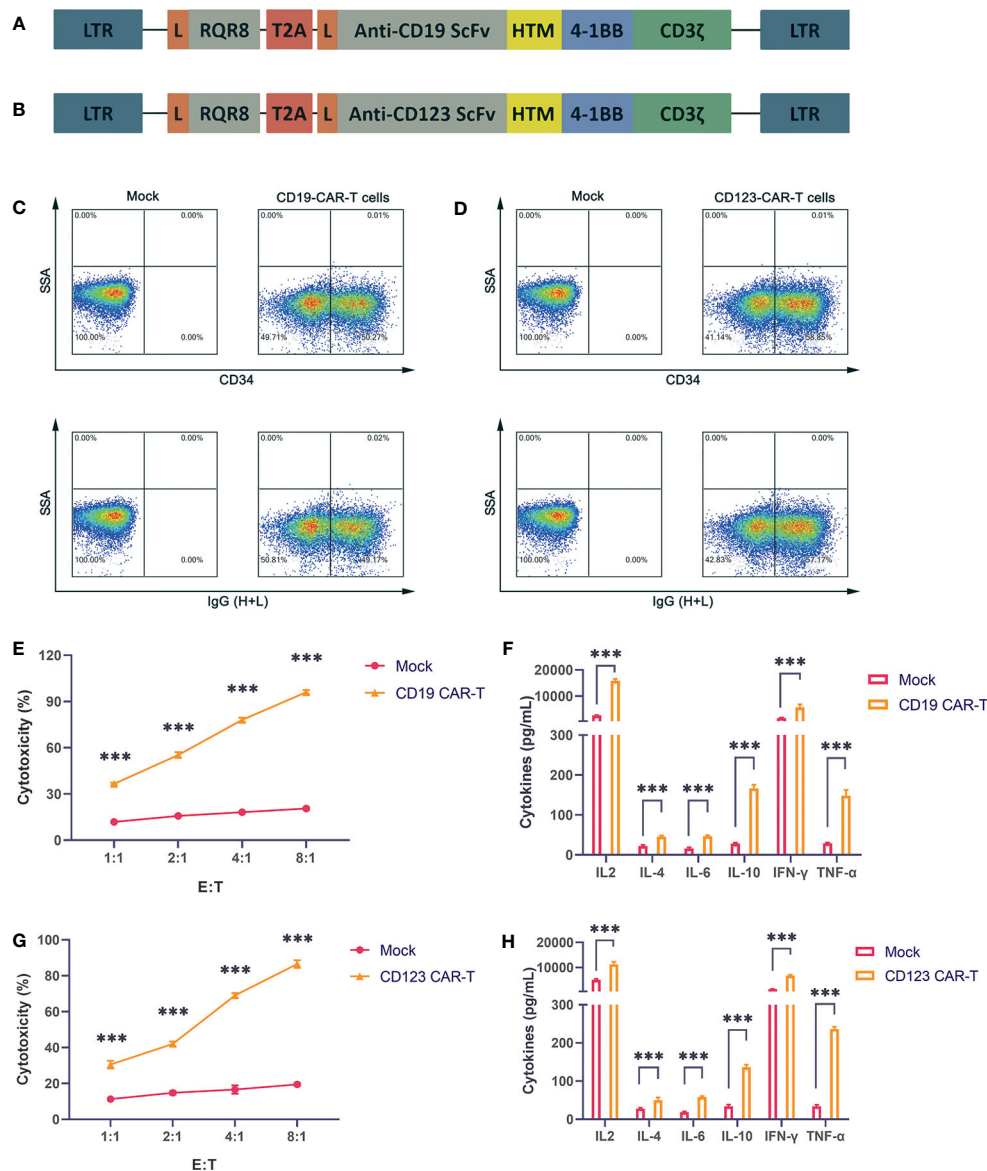 A
LTR L RQR8 T2A L Anti-CD19 ScFv HTM 4-1BB CD3ζ LTR
B
LTR L RQR8 T2A L Anti-CD123 ScFv HTM 4-1BB CD3ζ LTR
C
Mock CD19-CAR-T cells
SSA
0.00% 0.00% 0.00% 0.01%
100.00% 0.00% 49.71% 50.27%
CD34
SSA
0.00% 0.00% 0.00% 0.02%
100.00% 0.00% 50.81% 49.17%
IgG (H+L)
D
Mock CD123-CAR-T cells
SSA
0.00% 0.00% 0.00% 0.01%
100.00% 0.00% 41.14% 58.85%
CD34
SSA
0.00% 0.00% 0.00% 0.00%
100.00% 0.00% 42.83% 57.17%
IgG (H+L)
E
Cytotoxicity (%)
120
90
60
30
0
*** *** *** ***
1:1 2:1 4:1 8:1
E:T
Mock
CD19 CAR-T
F
Cytokines (pg/mL)
20000
10000
300
200
100
0
*** *** *** *** *** ***
IL2 IL-4 IL-6 IL-10 IFN-γ TNF-α
Mock
CD19 CAR-T
G
Cytotoxicity (%)
100
80
60
40
20
0
*** *** *** ***
1:1 2:1 4:1 8:1
E:T
Mock
CD123 CAR-T
H
Cytokines (pg/mL)
20000
10000
300
200
100
0
*** *** *** *** *** ***
IL2 IL-4 IL-6 IL-10 IFN-γ TNF-α
Mock
CD123 CAR-T